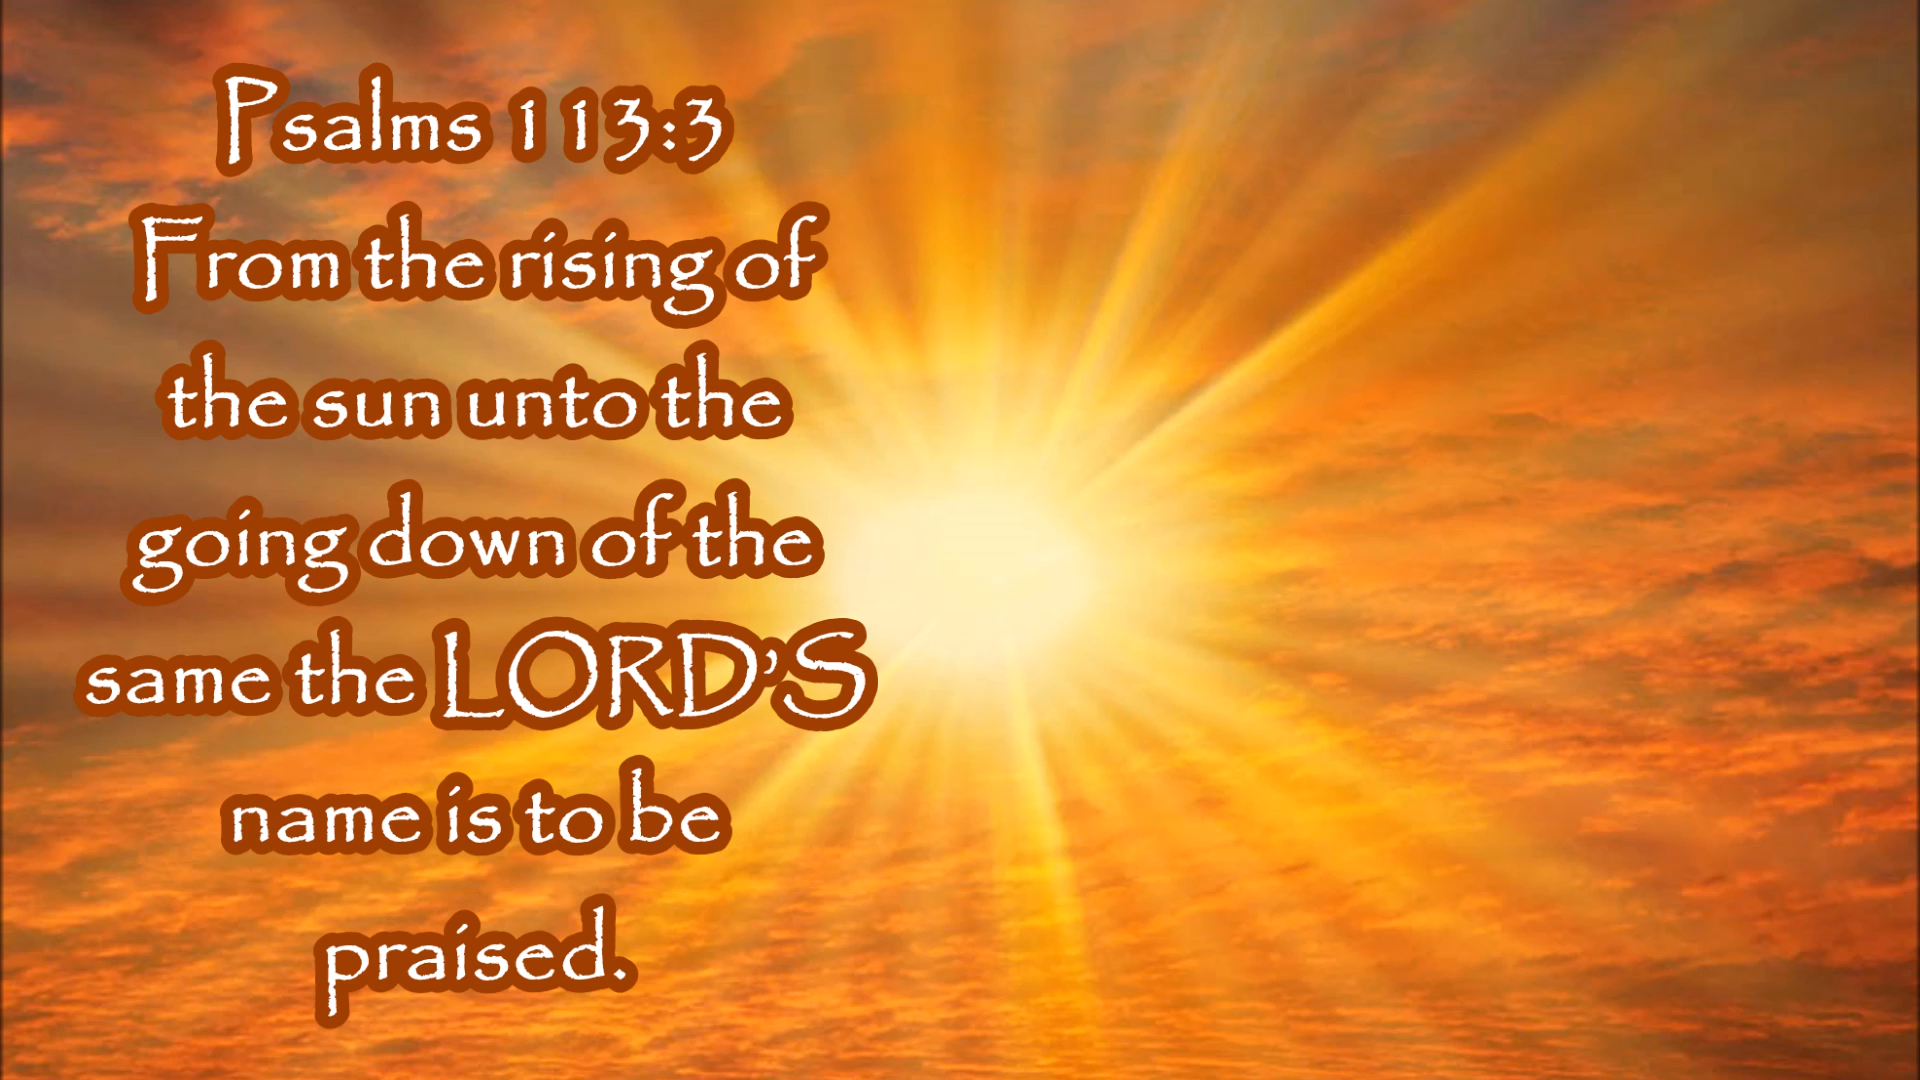 Psalms 113:3
From the rising of
the sun unto the
going down of the
same the LORD'S
name is to be
praised.